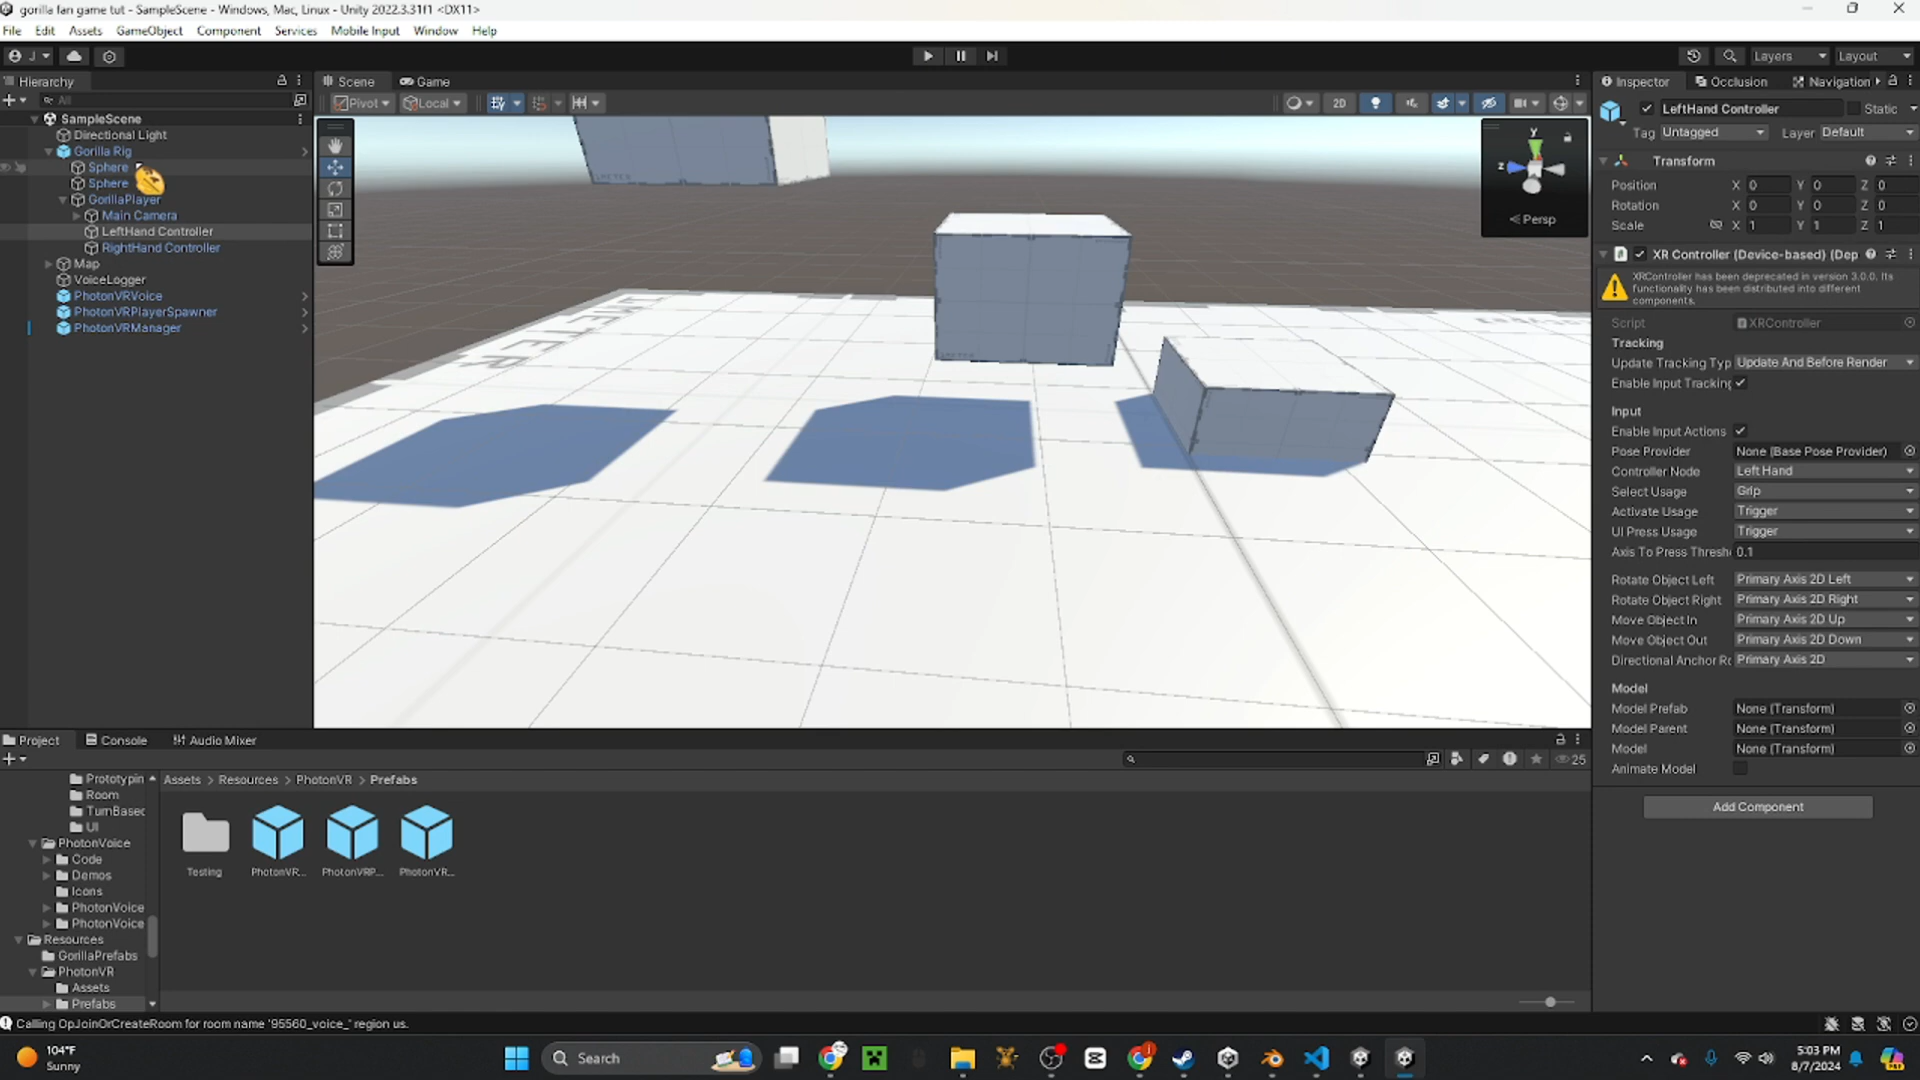 gorilla fan game tut - SampleScene - Windows, Mac, Linux - Unity 2022.3.31f1 <DX11>
File Edit Assets GameObject Component Services Mobile Input Window Help
J Layers Layout
Hierarchy Scene Game Inspector Occlusion Navigation
All Pivot Local 2D LeftHand Controller Static
SampleScene
Tag Untagged Layer Default
Directional Light
Gorilla Rig
Sphere
Sphere
GorillaPlayer
Main Camera
LeftHand Controller
RightHand Controller
Map
VoiceLogger
PhotonVRVoice
PhotonVRPlayerSpawner
PhotonVRManager
y
z
< Persp
METER
Transform
Position X 0 Y 0 Z 0
Rotation X 0 Y 0 Z 0
Scale X 1 Y 1 Z 1
XR Controller (Device-based) (Dep
XRController has been deprecated in version 3.0.0. Its
functionality has been distributed into different
components.
Script XRController
Tracking
Update Tracking Typ Update And Before Render
Enable Input Tracking
Input
Enable Input Actions
Pose Provider None (Base Pose Provider)
Controller Node Left Hand
Select Usage Grip
Activate Usage Trigger
UI Press Usage Trigger
Axis To Press Thresh 0.1
Rotate Object Left Primary Axis 2D Left
Rotate Object Right Primary Axis 2D Right
Move Object In Primary Axis 2D Up
Move Object Out Primary Axis 2D Down
Directional Anchor Rc Primary Axis 2D
Model
Model Prefab None (Transform)
Model Parent None (Transform)
Model None (Transform)
Animate Model
Add Component
Project Console Audio Mixer
25
Prototypin
Room
TurnBased
UI
PhotonVoice
Code
Demos
Icons
PhotonVoice
PhotonVoice
Resources
GorillaPrefabs
PhotonVR
Assets
Prefabs
Assets > Resources > PhotonVR > Prefabs
Testing PhotonVR... PhotonVRP... PhotonVR...
Calling OpJoinOrCreateRoom for room name '95560_voice_' region us.
104°F
Sunny
Search
5:03 PM
8/7/2024